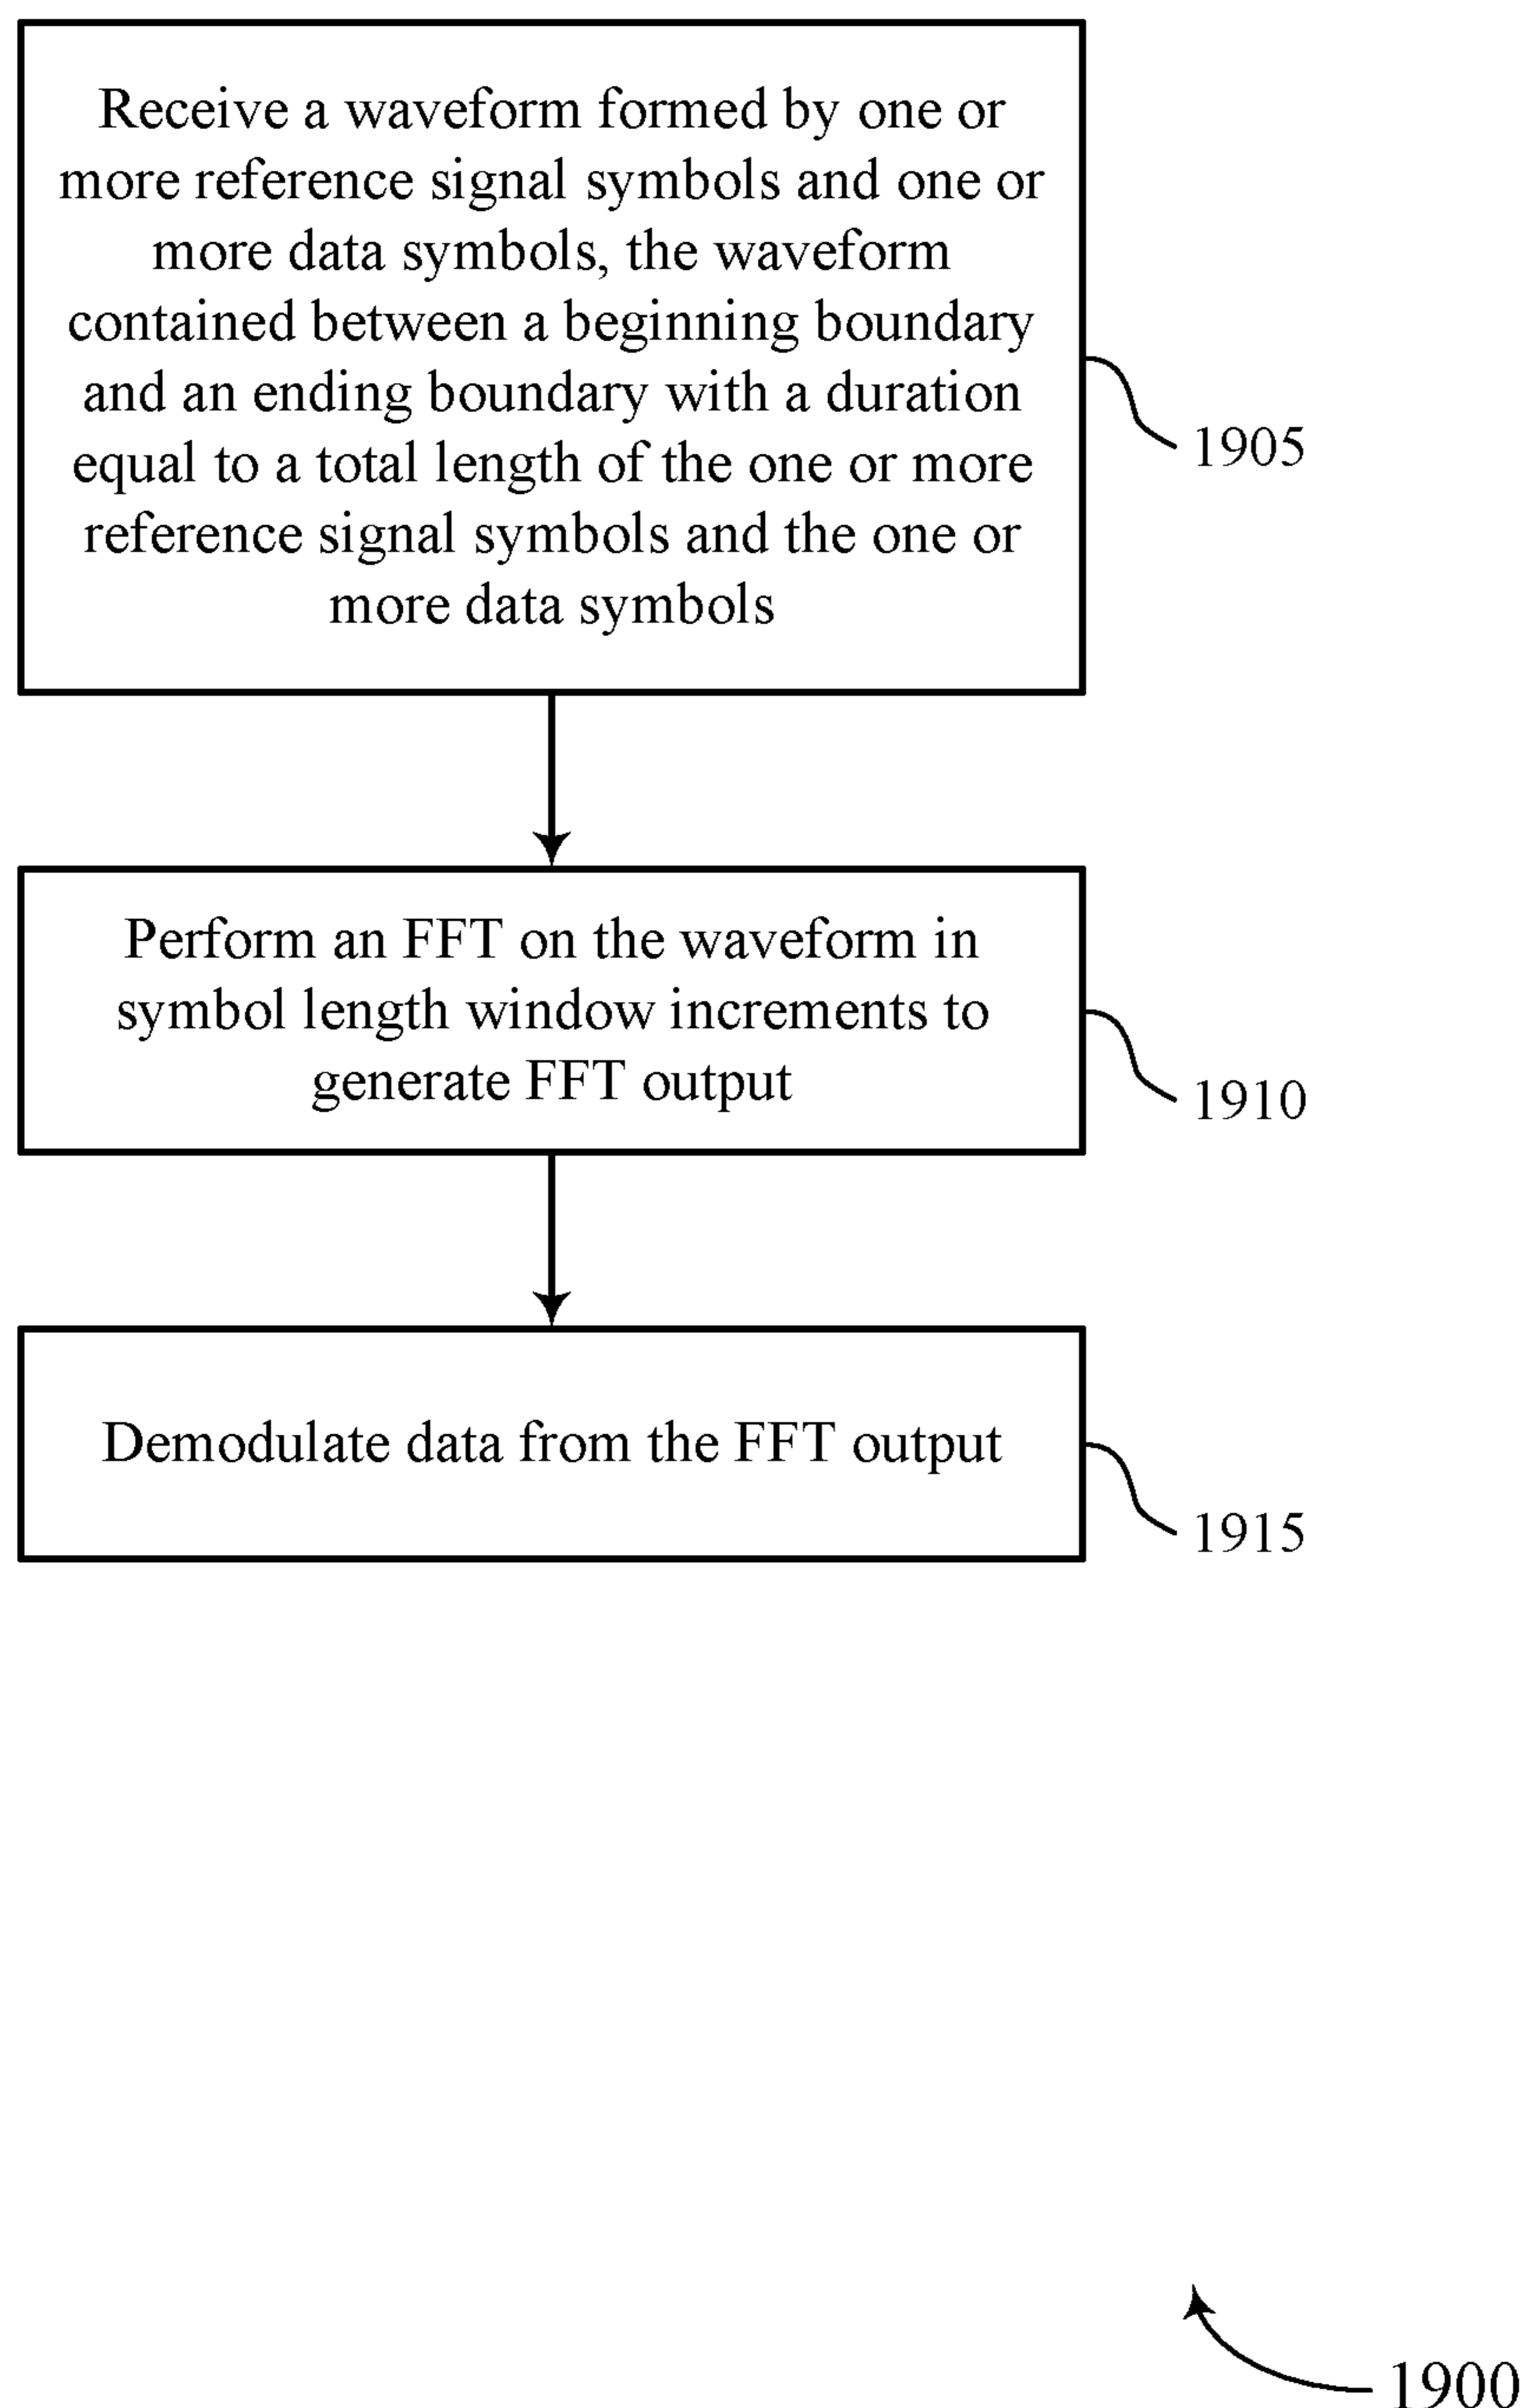 Receive a waveform formed by one or
more reference signal symbols and one or
more data symbols, the waveform
contained between a beginning boundary
and an ending boundary with a duration
equal to a total length of the one or more
reference signal symbols and the one or
more data symbols
1905
Perform an FFT on the waveform in
symbol length window increments to
generate FFT output
1910
Demodulate data from the FFT output
1915
1900